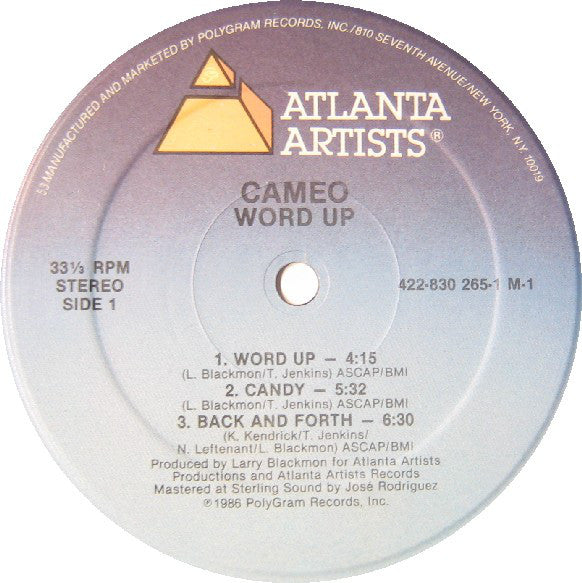 53 MANUFACTURED AND MARKETED BY POLYGRAM RECORDS, INC./810 SEVENTH AVENUE/NEW YORK, N.Y. 10019
ATLANTA
ARTISTS®
CAMEO
WORD UP
33⅓ RPM
STEREO
SIDE 1
422-830 265-1 M-1
1. WORD UP — 4:15
(L. Blackmon/T. Jenkins) ASCAP/BMI
2. CANDY — 5:32
(L. Blackmon/T. Jenkins) ASCAP/BMI
3. BACK AND FORTH — 6:30
(K. Kendrick/T. Jenkins/
N. Leftenant/L. Blackmon) ASCAP/BMI
Produced by Larry Blackmon for Atlanta Artists
Productions and Atlanta Artists Records
Mastered at Sterling Sound by José Rodriguez
℗1986 PolyGram Records, Inc.